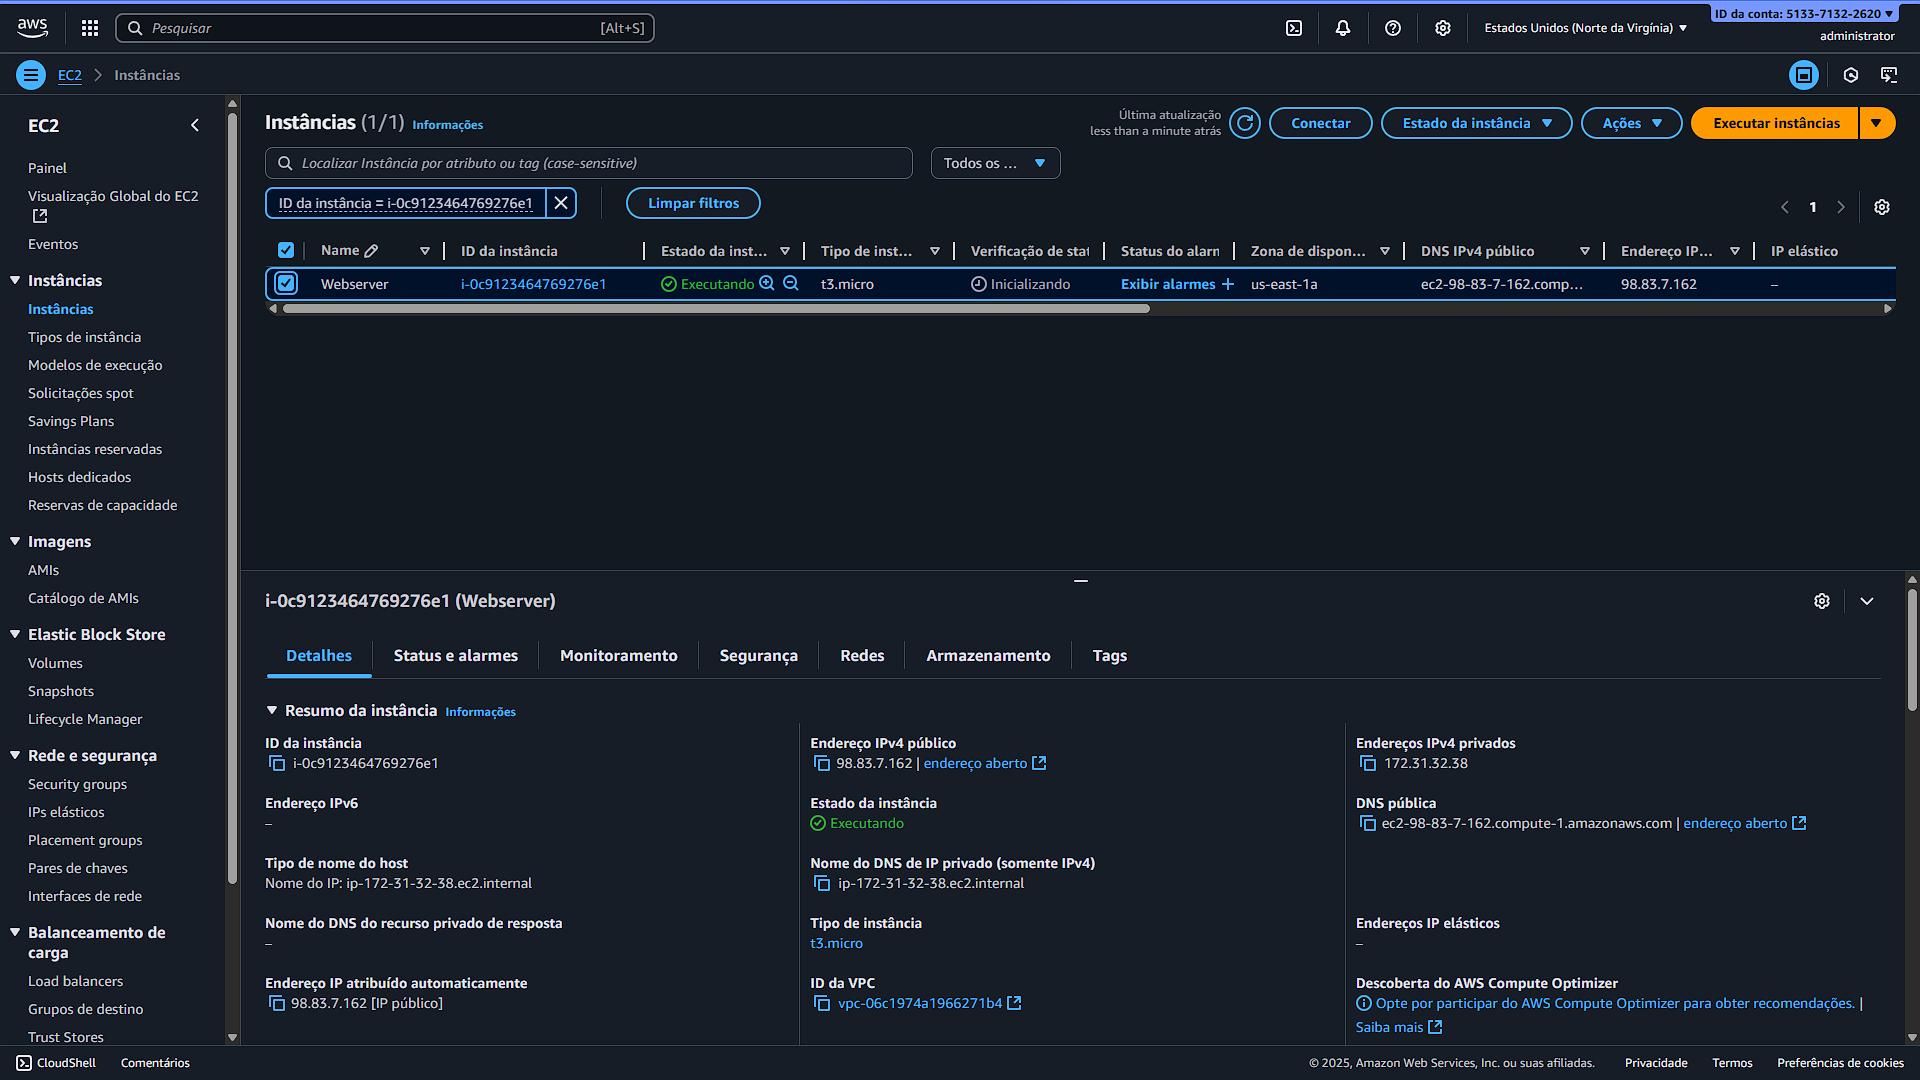 aws
Pesquisar
[Alt+S]
Estados Unidos (Norte da Virgínia)
ID da conta: 5133-7132-2620
administrator
EC2
Instâncias
EC2
Painel
Visualização Global do EC2
Eventos
Instâncias
Instâncias
Tipos de instância
Modelos de execução
Solicitações spot
Savings Plans
Instâncias reservadas
Hosts dedicados
Reservas de capacidade
Imagens
AMIs
Catálogo de AMIs
Elastic Block Store
Volumes
Snapshots
Lifecycle Manager
Rede e segurança
Security groups
IPs elásticos
Placement groups
Pares de chaves
Interfaces de rede
Balanceamento de
carga
Load balancers
Grupos de destino
Trust Stores
Instâncias (1/1) Informações
Última atualização
less than a minute atrás
Conectar
Estado da instância
Ações
Executar instâncias
Localizar Instância por atributo ou tag (case-sensitive)
Todos os ...
ID da instância = i-0c9123464769276e1
Limpar filtros
1
Name
ID da instância
Estado da inst...
Tipo de inst...
Verificação de stat
Status do alarn
Zona de dispon...
DNS IPv4 público
Endereço IP...
IP elástico
Webserver
i-0c9123464769276e1
Executando
t3.micro
Inicializando
Exibir alarmes +
us-east-1a
ec2-98-83-7-162.comp...
98.83.7.162
–
i-0c9123464769276e1 (Webserver)
Detalhes
Status e alarmes
Monitoramento
Segurança
Redes
Armazenamento
Tags
Resumo da instância Informações
ID da instância
i-0c9123464769276e1
Endereço IPv4 público
98.83.7.162 | endereço aberto
Endereços IPv4 privados
172.31.32.38
Endereço IPv6
–
Estado da instância
Executando
DNS pública
ec2-98-83-7-162.compute-1.amazonaws.com | endereço aberto
Tipo de nome do host
Nome do IP: ip-172-31-32-38.ec2.internal
Nome do DNS de IP privado (somente IPv4)
ip-172-31-32-38.ec2.internal
Nome do DNS do recurso privado de resposta
–
Tipo de instância
t3.micro
Endereços IP elásticos
–
Endereço IP atribuído automaticamente
98.83.7.162 [IP público]
ID da VPC
vpc-06c1974a1966271b4
Descoberta do AWS Compute Optimizer
Opte por participar do AWS Compute Optimizer para obter recomendações. |
Saiba mais
CloudShell
Comentários
© 2025, Amazon Web Services, Inc. ou suas afiliadas.
Privacidade
Termos
Preferências de cookies